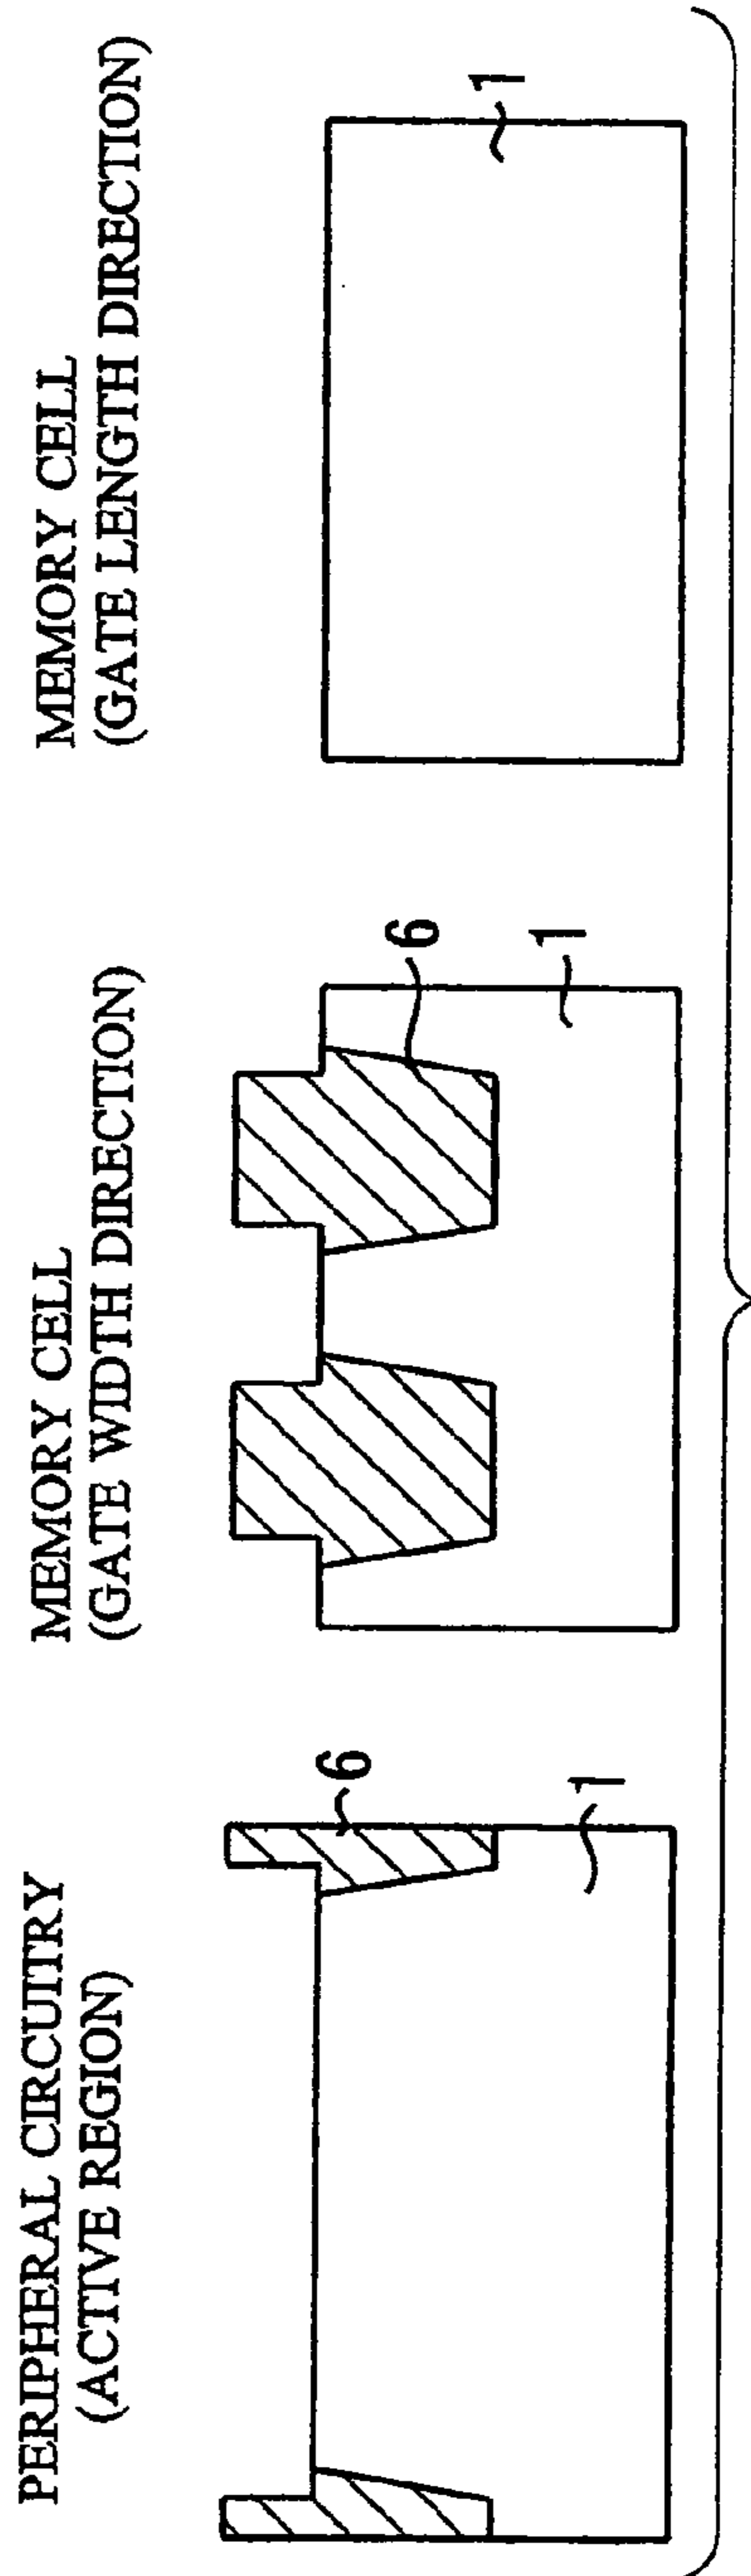 PERIPHERAL CIRCUITRY
(ACTIVE REGION)
6
1
MEMORY CELL
(GATE WIDTH DIRECTION)
6
1
MEMORY CELL
(GATE LENGTH DIRECTION)
1